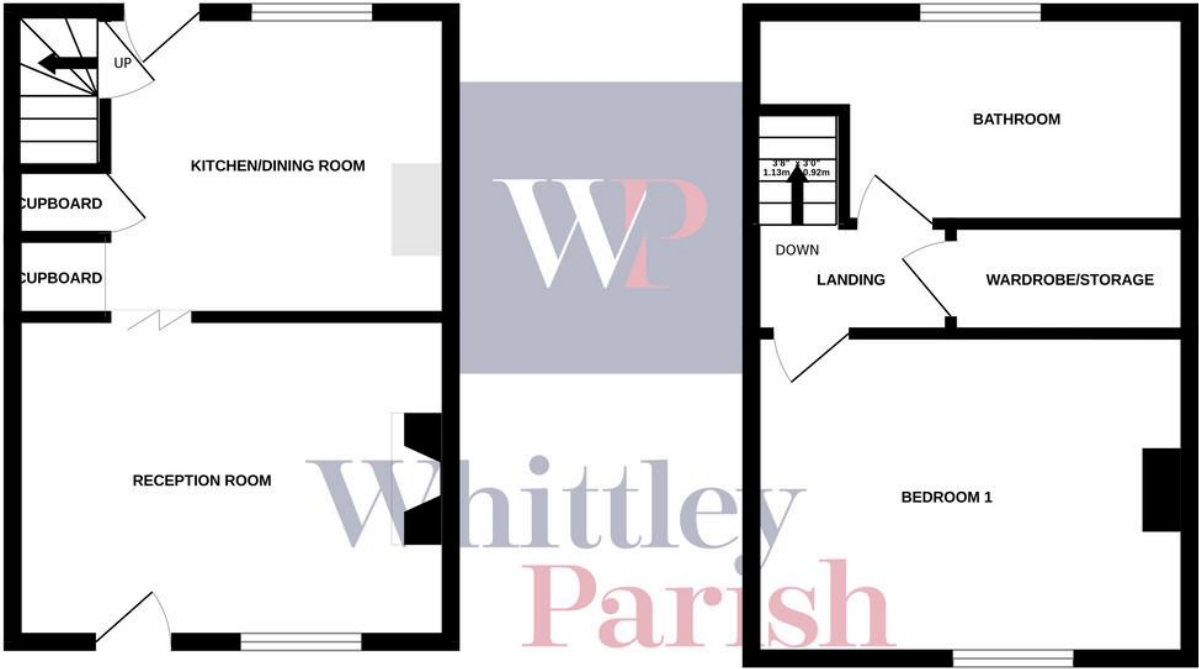 UP
KITCHEN/DINING ROOM
CUPBOARD
CUPBOARD
RECEPTION ROOM
WP
Whittley
Parish
BATHROOM
3'8" x 3'0"
1.13m x 0.92m
DOWN
LANDING
WARDROBE/STORAGE
BEDROOM 1